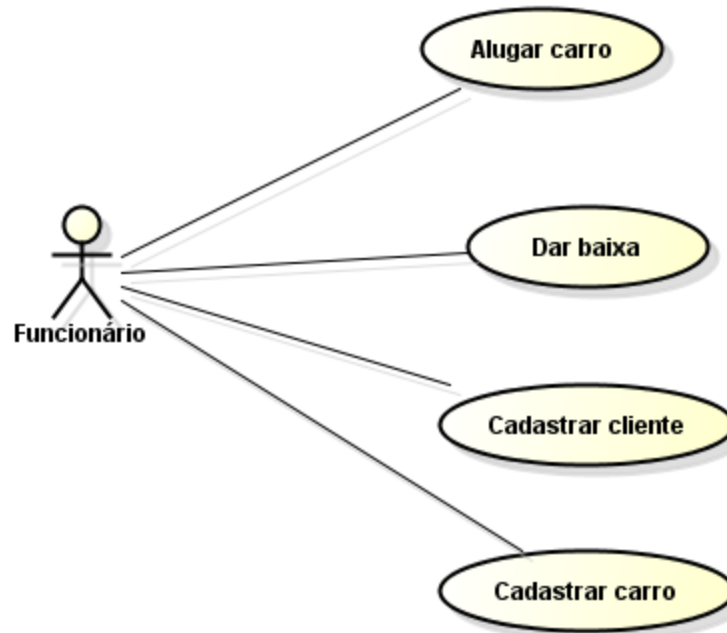 Alugar carro
Dar baixa
Funcionário
Cadastrar cliente
Cadastrar carro